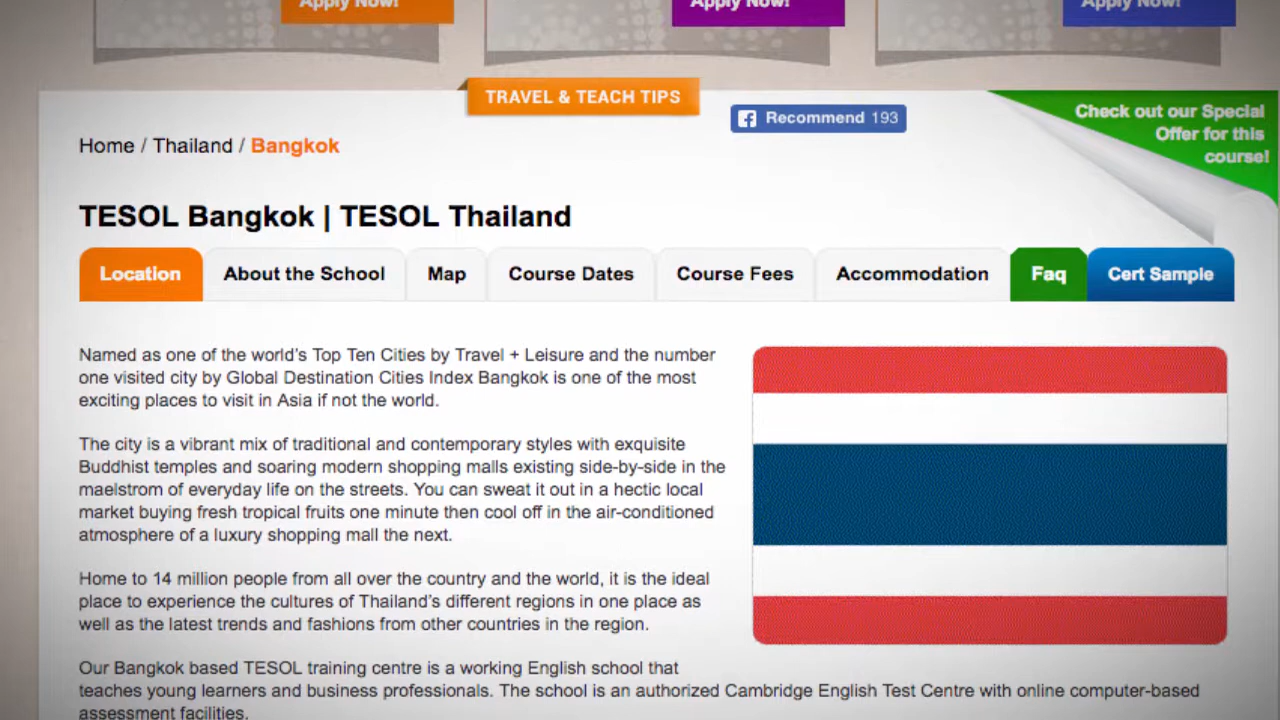 Apply Now!
Apply Now!
Apply Now!
TRAVEL & TEACH TIPS
Recommend 193
Check out our Special
Offer for this
course!
Home / Thailand / Bangkok
TESOL Bangkok | TESOL Thailand
Location
About the School
Map
Course Dates
Course Fees
Accommodation
Faq
Cert Sample
Named as one of the world's Top Ten Cities by Travel + Leisure and the number
one visited city by Global Destination Cities Index Bangkok is one of the most
exciting places to visit in Asia if not the world.
The city is a vibrant mix of traditional and contemporary styles with exquisite
Buddhist temples and soaring modern shopping malls existing side-by-side in the
maelstrom of everyday life on the streets. You can sweat it out in a hectic local
market buying fresh tropical fruits one minute then cool off in the air-conditioned
atmosphere of a luxury shopping mall the next.
Home to 14 million people from all over the country and the world, it is the ideal
place to experience the cultures of Thailand's different regions in one place as
well as the latest trends and fashions from other countries in the region.
Our Bangkok based TESOL training centre is a working English school that
teaches young learners and business professionals. The school is an authorized Cambridge English Test Centre with online computer-based
assessment facilities.